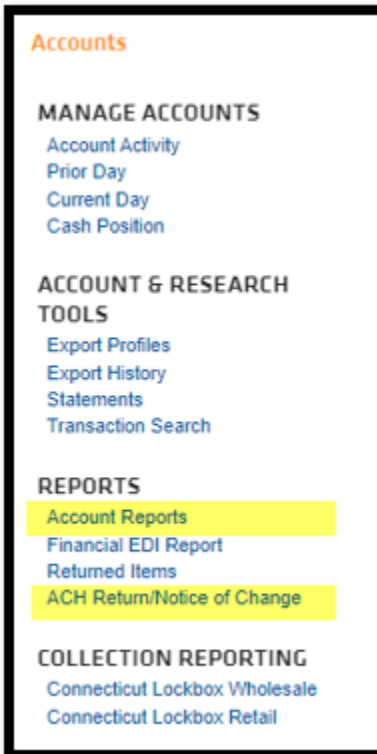 Accounts
MANAGE ACCOUNTS
Account Activity
Prior Day
Current Day
Cash Position
ACCOUNT & RESEARCH
TOOLS
Export Profiles
Export History
Statements
Transaction Search
REPORTS
Account Reports
Financial EDI Report
Returned Items
ACH Return/Notice of Change
COLLECTION REPORTING
Connecticut Lockbox Wholesale
Connecticut Lockbox Retail